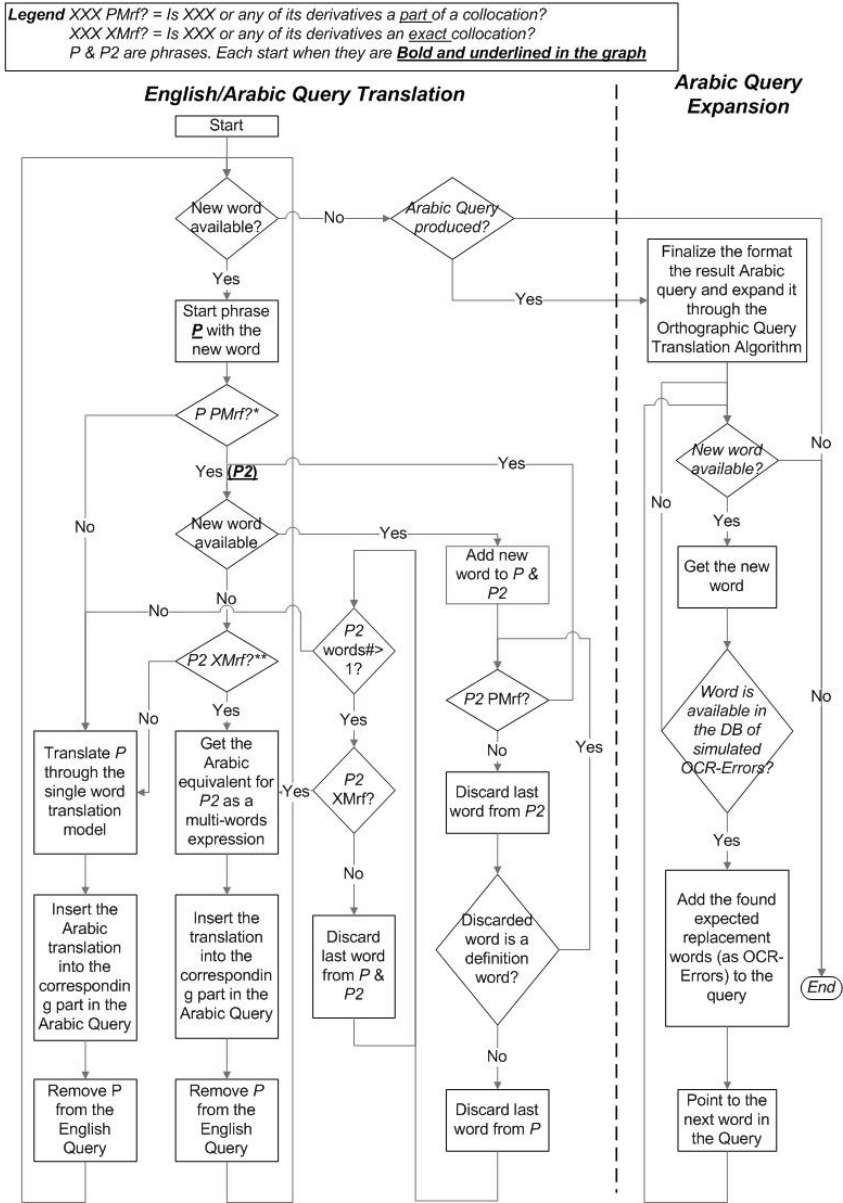 Legend XXX PMrf? = Is XXX or any of its derivatives a part of a collocation?
XXX XMrf? = Is XXX or any of its derivatives an exact collocation?
P & P2 are phrases. Each start when they are Bold and underlined in the graph
English/Arabic Query Translation
Arabic Query
Expansion
Start
New word
available?
No
Arabic Query
produced?
Yes
Yes
Finalize the format
the result Arabic
query and expand it
through the
Orthographic Query
Translation Algorithm
Start phrase
P with the
new word
P PMrf?*
No
Yes (P2)
Yes
New word
available
Yes
Add new
word to P &
P2
No
No
P2 XMrf?**
No
Yes
P2
words#>
1?
Yes
P2 PMrf?
No
Yes
Translate P
through the
single word
translation
model
Get the
Arabic
equivalent for
P2 as a
multi-words
expression
Yes
P2
XMrf?
No
Discard last
word from P2
Discarded
word is a
definition
word?
No
Discard last
word from P
Discard
last word
from P &
P2
Insert the
Arabic
translation
into the
correspondin
g part in the
Arabic Query
Insert the
translation
into the
correspondin
g part in the
Arabic Query
Remove P
from the
English
Query
Remove P
from the
English
Query
New word
available?
No
No
Yes
Get the new
word
Word is
available in
the DB of
simulated
OCR-Errors?
No
Yes
Add the found
expected
replacement
words (as OCR-
Errors) to the
query
Point to the
next word in
the Query
End